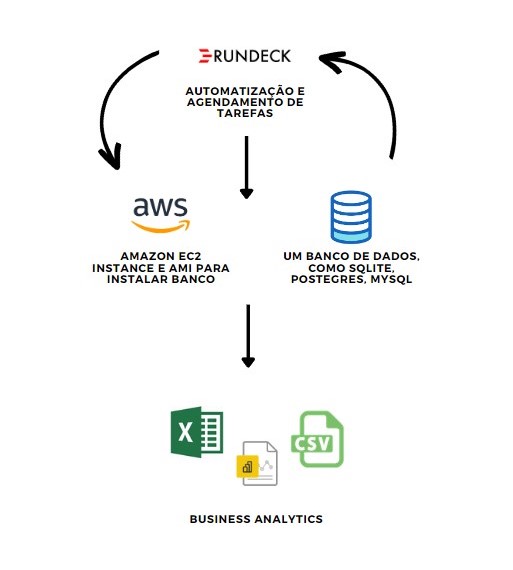 RUNDECK
AUTOMATIZAÇÃO E
AGENDAMENTO DE
TAREFAS
aws
AMAZON EC2
INSTANCE E AMI PARA
INSTALAR BANCO
UM BANCO DE DADOS,
COMO SQLITE,
POSTEGRES, MYSQL
X
CSV
BUSINESS ANALYTICS